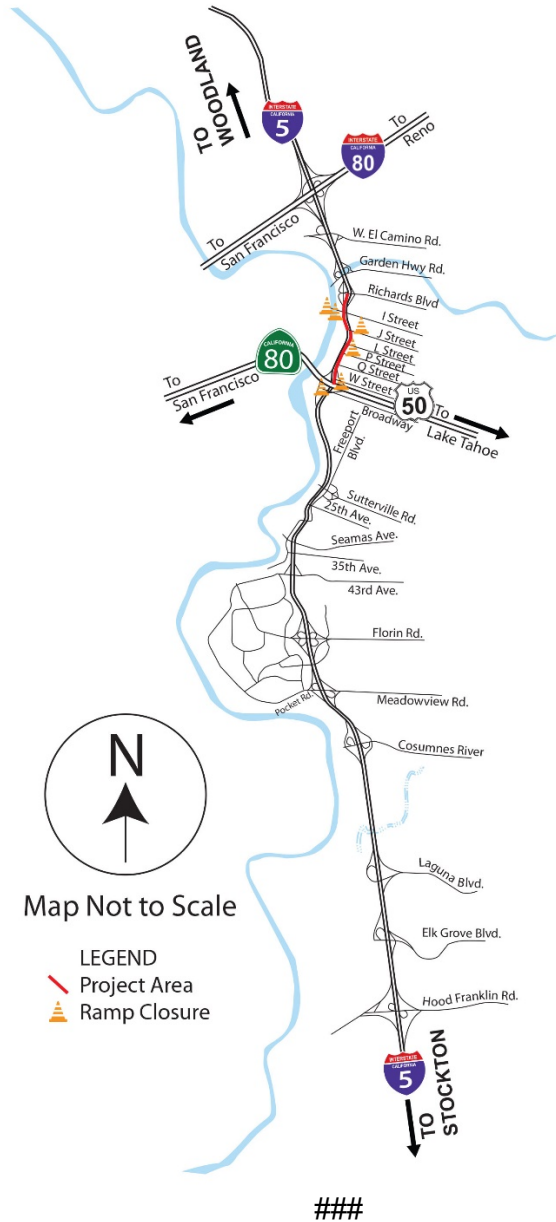 TO
WOODLAND
INTERSTATE
CALIFORNIA
5
INTERSTATE
CALIFORNIA
80
To
Reno
To
San Francisco
W. El Camino Rd.
Garden Hwy Rd.
Richards Blvd
I Street
J Street
L Street
P Street
Q Street
W Street
CALIFORNIA
80
To
San Francisco
US
50
To
Lake Tahoe
Broadway
Freeport
Blvd.
Sutterville Rd.
25th Ave.
Seamas Ave.
35th Ave.
43rd Ave.
Florin Rd.
Pocket Rd.
Meadowview Rd.
Cosumnes River
N
Map Not to Scale
LEGEND
Project Area
Ramp Closure
Laguna Blvd.
Elk Grove Blvd.
Hood Franklin Rd.
INTERSTATE
CALIFORNIA
5
TO
STOCKTON
###